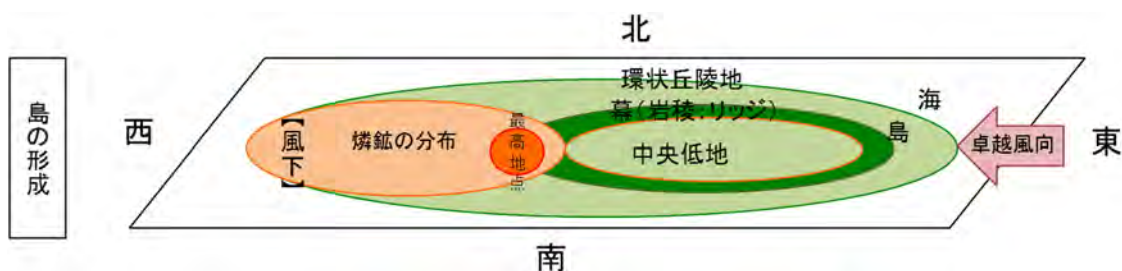 北
島の形成
環状丘陵地
幕(岩稜:リッジ)
海
島
西
【風下】
燐鉱の分布
最高地点
中央低地
卓越風向
東
南